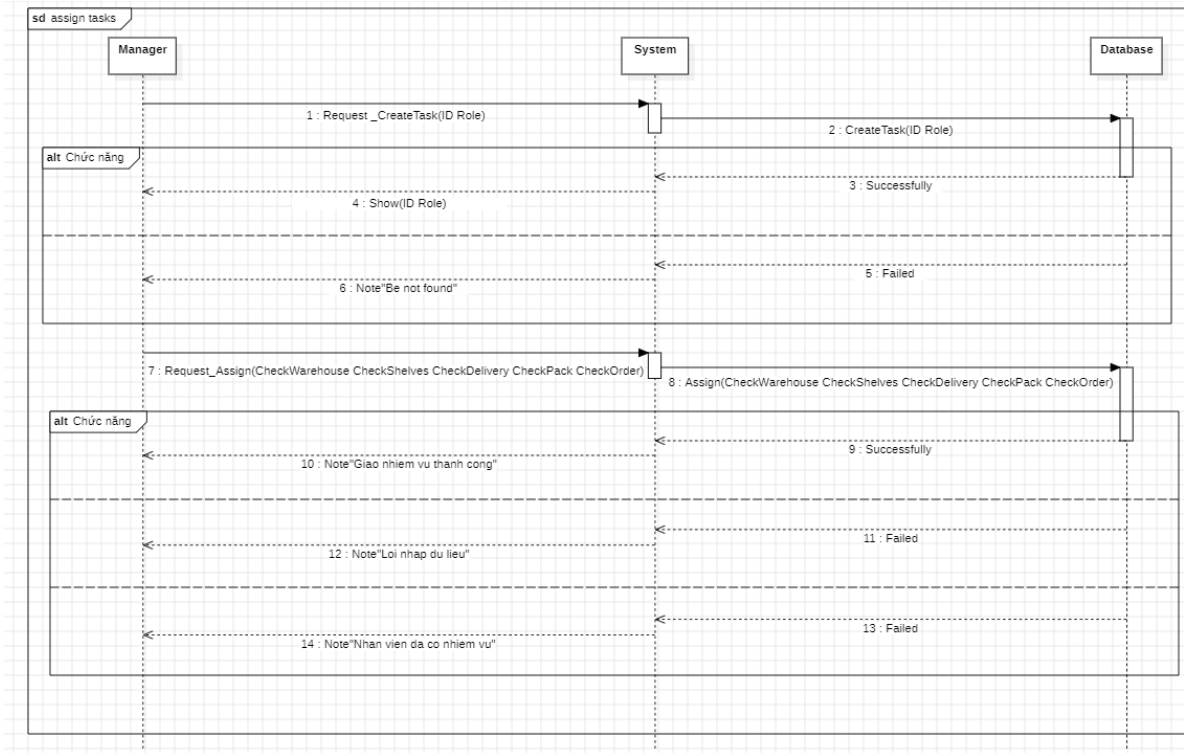 sd assign tasks
Manager
System
Database
1 : Request _CreateTask(ID Role)
2 : CreateTask(ID Role)
alt Chức năng
3 : Successfully
4 : Show(ID Role)
5 : Failed
6 : Note"Be not found"
7 : Request_Assign(CheckWarehouse CheckShelves CheckDelivery CheckPack CheckOrder)
8 : Assign(CheckWarehouse CheckShelves CheckDelivery CheckPack CheckOrder)
alt Chức năng
9 : Successfully
10 : Note"Giao nhiem vu thanh cong"
11 : Failed
12 : Note"Loi nhap du lieu"
13 : Failed
14 : Note"Nhan vien da co nhiem vu"